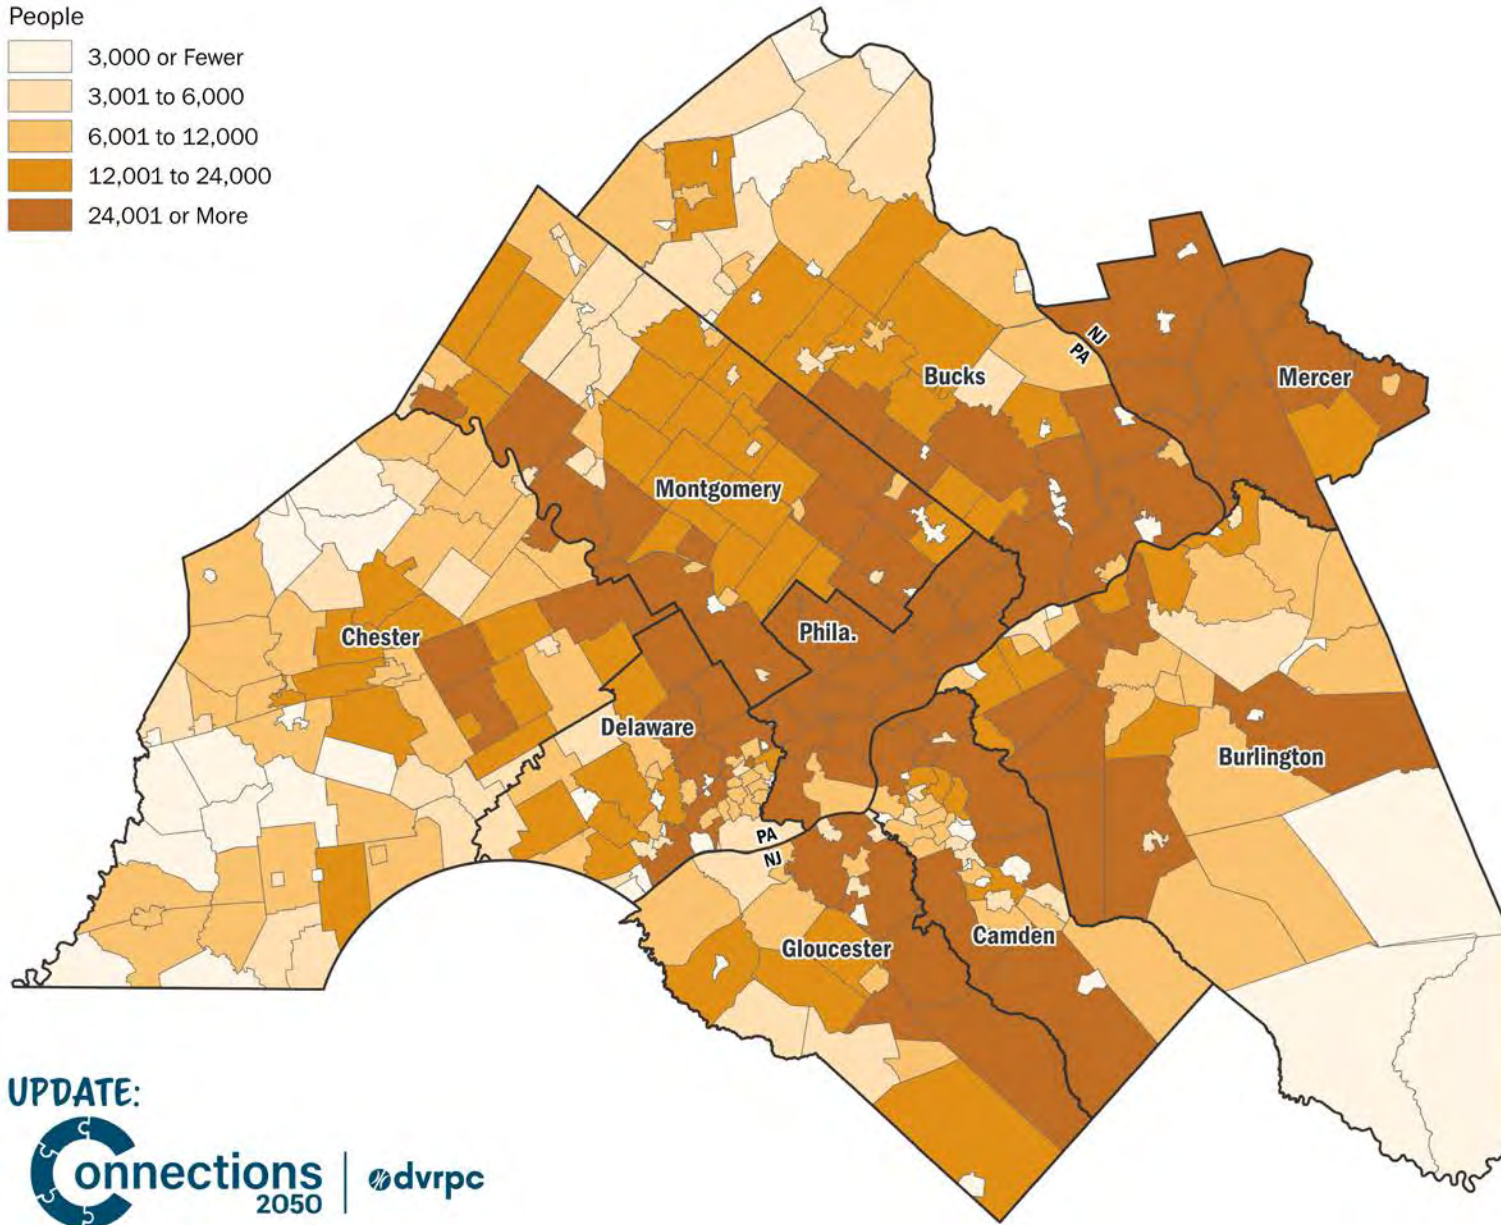 People
3,000 or Fewer
3,001 to 6,000
6,001 to 12,000
12,001 to 24,000
24,001 or More
NJ
PA
Bucks
Mercer
Montgomery
Phila.
Chester
Delaware
Burlington
PA
NJ
Camden
Gloucester
UPDATE:
Connections
2050
dvrpc